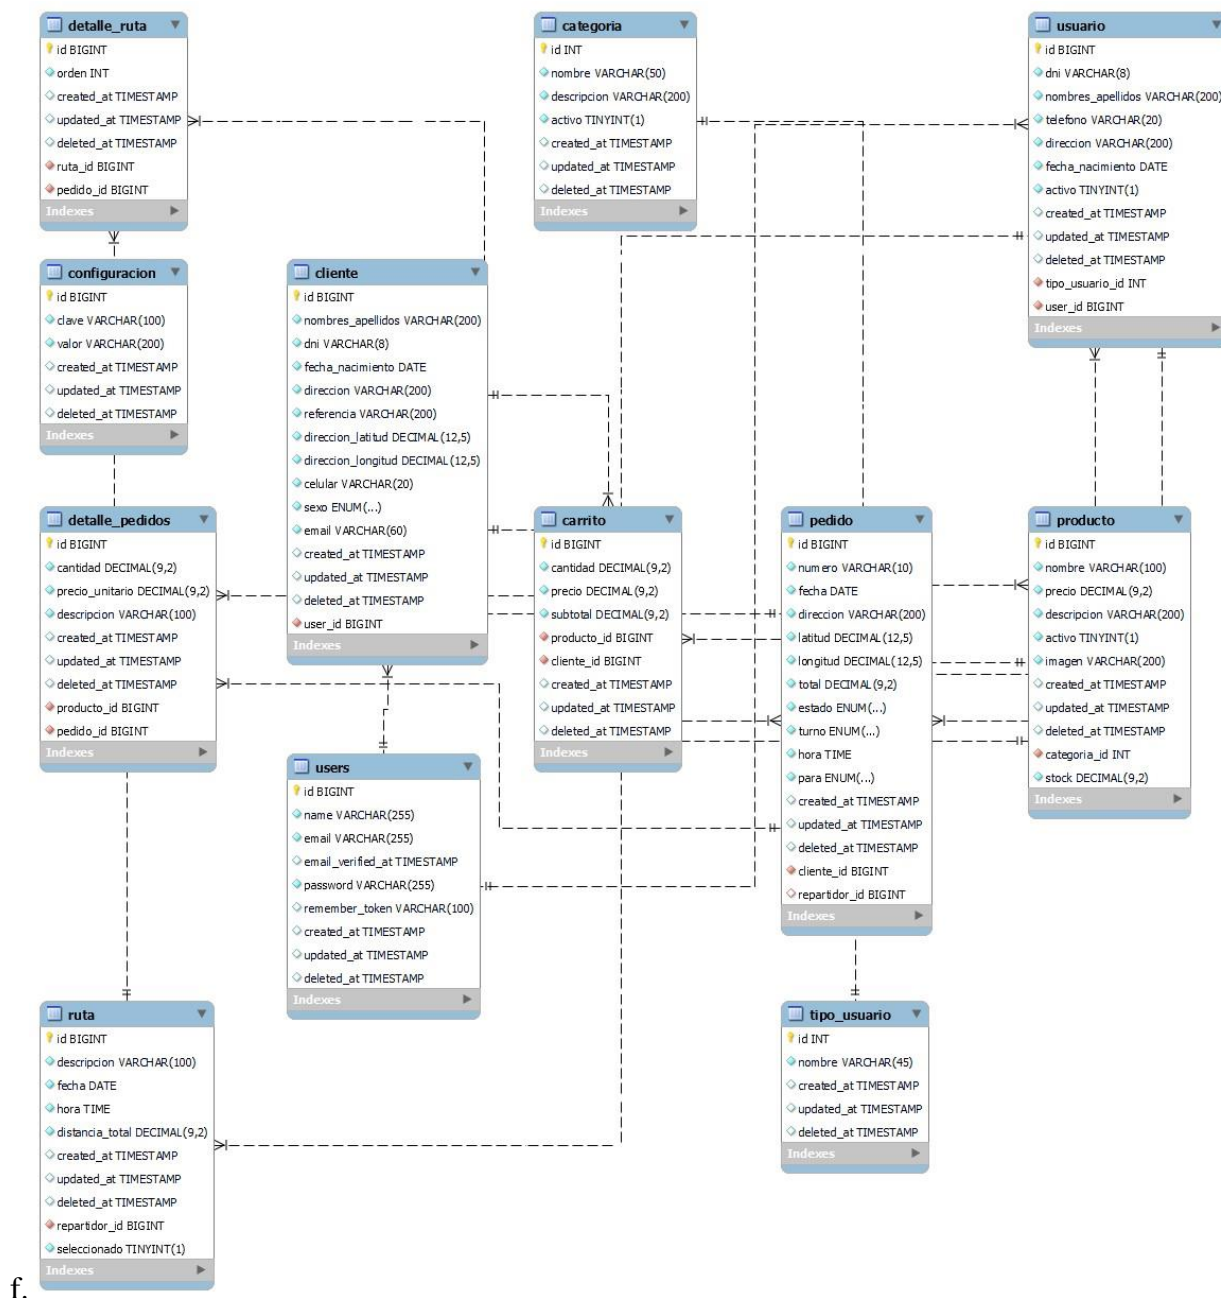 detalle_ruta
id BIGINT
orden INT
created_at TIMESTAMP
updated_at TIMESTAMP
deleted_at TIMESTAMP
ruta_id BIGINT
pedido_id BIGINT
Indexes
categoria
id INT
nombre VARCHAR(50)
descripcion VARCHAR(200)
activo TINYINT(1)
created_at TIMESTAMP
updated_at TIMESTAMP
deleted_at TIMESTAMP
Indexes
usuario
id BIGINT
dni VARCHAR(8)
nombres_apellidos VARCHAR(200)
telefono VARCHAR(20)
direccion VARCHAR(200)
fecha_nacimiento DATE
activo TINYINT(1)
created_at TIMESTAMP
updated_at TIMESTAMP
deleted_at TIMESTAMP
tipo_usuario_id INT
user_id BIGINT
Indexes
configuracion
id BIGINT
clave VARCHAR(100)
valor VARCHAR(200)
created_at TIMESTAMP
updated_at TIMESTAMP
deleted_at TIMESTAMP
Indexes
cliente
id BIGINT
nombres_apellidos VARCHAR(200)
dni VARCHAR(8)
fecha_nacimiento DATE
direccion VARCHAR(200)
referencia VARCHAR(200)
direccion_latitud DECIMAL(12,5)
direccion_longitud DECIMAL(12,5)
celular VARCHAR(20)
sexo ENUM(...)
email VARCHAR(60)
created_at TIMESTAMP
updated_at TIMESTAMP
deleted_at TIMESTAMP
user_id BIGINT
Indexes
detalle_pedidos
id BIGINT
cantidad DECIMAL(9,2)
precio_unitario DECIMAL(9,2)
descripcion VARCHAR(100)
created_at TIMESTAMP
updated_at TIMESTAMP
deleted_at TIMESTAMP
producto_id BIGINT
pedido_id BIGINT
Indexes
carrito
id BIGINT
cantidad DECIMAL(9,2)
precio DECIMAL(9,2)
subtotal DECIMAL(9,2)
producto_id BIGINT
cliente_id BIGINT
created_at TIMESTAMP
updated_at TIMESTAMP
deleted_at TIMESTAMP
Indexes
pedido
id BIGINT
numero VARCHAR(10)
fecha DATE
direccion VARCHAR(200)
latitud DECIMAL(12,5)
longitud DECIMAL(12,5)
total DECIMAL(9,2)
estado ENUM(...)
turno ENUM(...)
hora TIME
para ENUM(...)
created_at TIMESTAMP
updated_at TIMESTAMP
deleted_at TIMESTAMP
cliente_id BIGINT
repartidor_id BIGINT
Indexes
producto
id BIGINT
nombre VARCHAR(100)
precio DECIMAL(9,2)
descripcion VARCHAR(200)
activo TINYINT(1)
imagen VARCHAR(200)
created_at TIMESTAMP
updated_at TIMESTAMP
deleted_at TIMESTAMP
categoria_id INT
stock DECIMAL(9,2)
Indexes
users
id BIGINT
name VARCHAR(255)
email VARCHAR(255)
email_verified_at TIMESTAMP
password VARCHAR(255)
remember_token VARCHAR(100)
created_at TIMESTAMP
updated_at TIMESTAMP
deleted_at TIMESTAMP
Indexes
ruta
id BIGINT
descripcion VARCHAR(100)
fecha DATE
hora TIME
distancia_total DECIMAL(9,2)
created_at TIMESTAMP
updated_at TIMESTAMP
deleted_at TIMESTAMP
repartidor_id BIGINT
seleccionado TINYINT(1)
Indexes
tipo_usuario
id INT
nombre VARCHAR(45)
created_at TIMESTAMP
updated_at TIMESTAMP
deleted_at TIMESTAMP
Indexes
f.